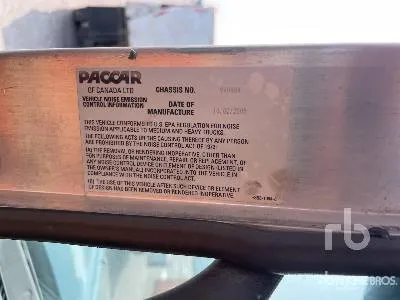 PACCAR
OF CANADA LTD
CHASSIS NO.
VEHICLE NOISE EMISSION
CONTROL INFORMATION
DATE OF
MANUFACTURE
THIS VEHICLE CONFORMS TO U.S. EPA REGULATION FOR NOISE
EMISSION APPLICABLE TO MEDIUM AND HEAVY TRUCKS.
THE FOLLOWING ACTS OR THE CAUSING THEREOF BY ANY PERSON
ARE PROHIBITED BY THE NOISE CONTROL ACT OF 1972:
(A) THE REMOVAL OR RENDERING INOPERATIVE, OTHER THAN
FOR PURPOSES OF MAINTENANCE, REPAIR, OR REPLACEMENT, OF
ANY NOISE CONTROL DEVICE OR ELEMENT OF DESIGN (LISTED IN
THE OWNER'S MANUAL) INCORPORATED INTO THE VEHICLE IN
COMPLIANCE WITH THE NOISE CONTROL ACT.
(B) THE USE OF THIS VEHICLE AFTER SUCH DEVICE OR ELEMENT
OF DESIGN HAS BEEN REMOVED OR RENDERED INOPERATIVE.
rb